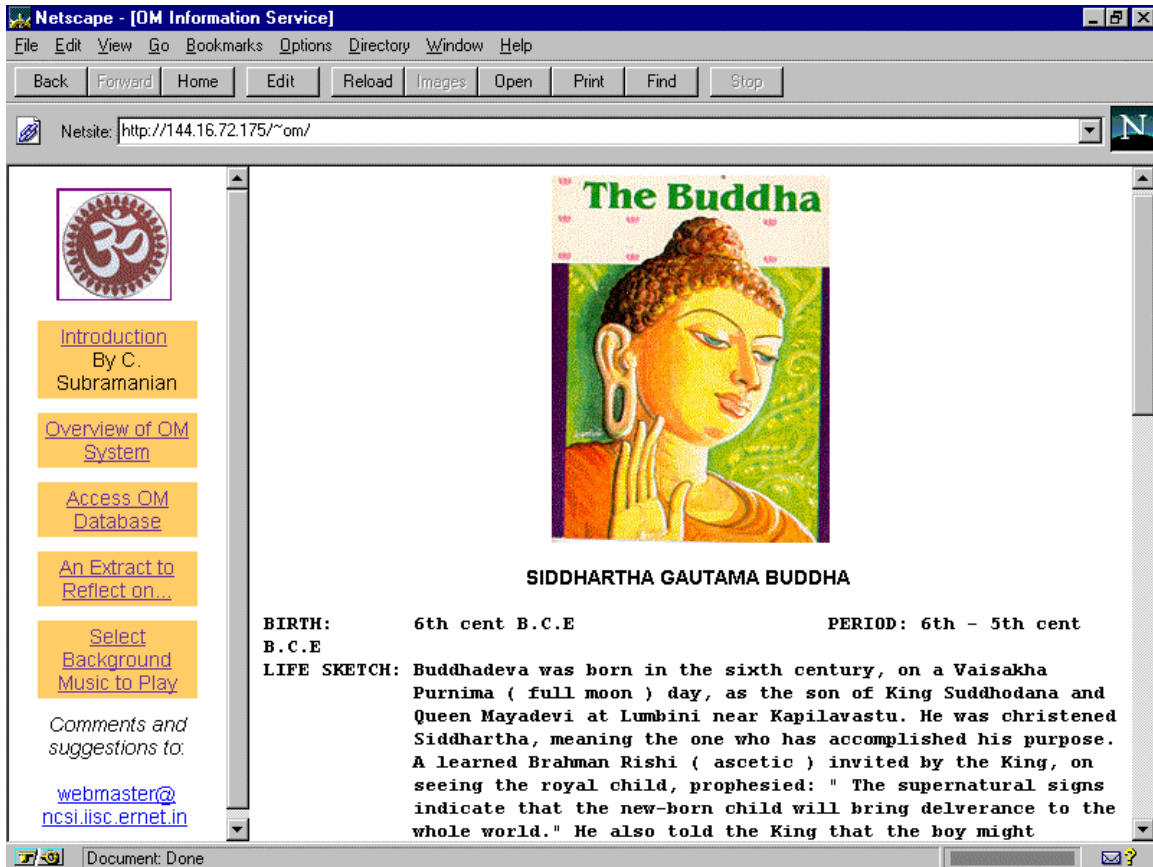 Netscape - [OM Information Service]
File Edit View Go Bookmarks Options Directory Window Help
Back Forward Home Edit Reload Images Open Print Find Stop
Netsite: http://144.16.72.175/~om/
N
ॐ
Introduction
By C.
Subramanian
Overview of OM
System
Access OM
Database
An Extract to
Reflect on...
Select
Background
Music to Play
Comments and
suggestions to:
webmaster@
ncsi.iisc.ernet.in
The Buddha
SIDDHARTHA GAUTAMA BUDDHA
BIRTH: 6th cent B.C.E PERIOD: 6th - 5th cent
B.C.E
LIFE SKETCH: Buddhadeva was born in the sixth century, on a Vaisakha
Purnima ( full moon ) day, as the son of King Suddhodana and
Queen Mayadevi at Lumbini near Kapilavastu. He was christened
Siddhartha, meaning the one who has accomplished his purpose.
A learned Brahman Rishi ( ascetic ) invited by the King, on
seeing the royal child, prophesied: " The supernatural signs
indicate that the new-born child will bring delverance to the
whole world." He also told the King that the boy might
Document: Done